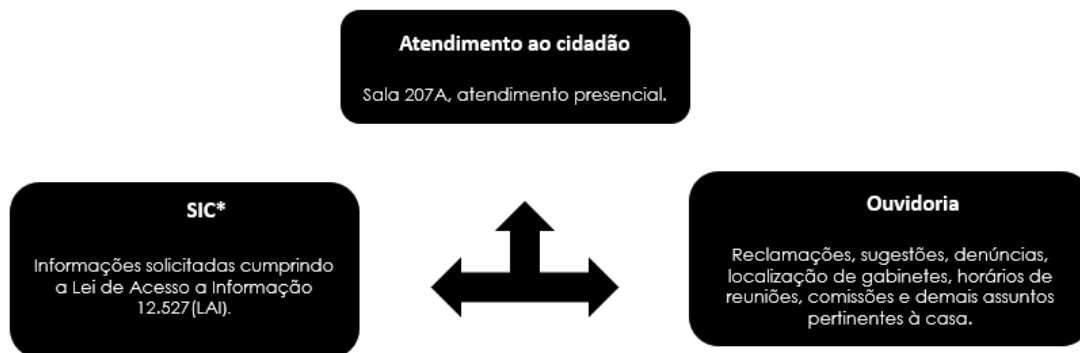 Atendimento ao cidadão
Sala 207A, atendimento presencial.
SIC*
Informações solicitadas cumprindo
a Lei de Acesso a Informação
12.527(LAI).
Ouvidoria
Reclamações, sugestões, denúncias,
localização de gabinetes, horários de
reuniões, comissões e demais assuntos
pertinentes à casa.